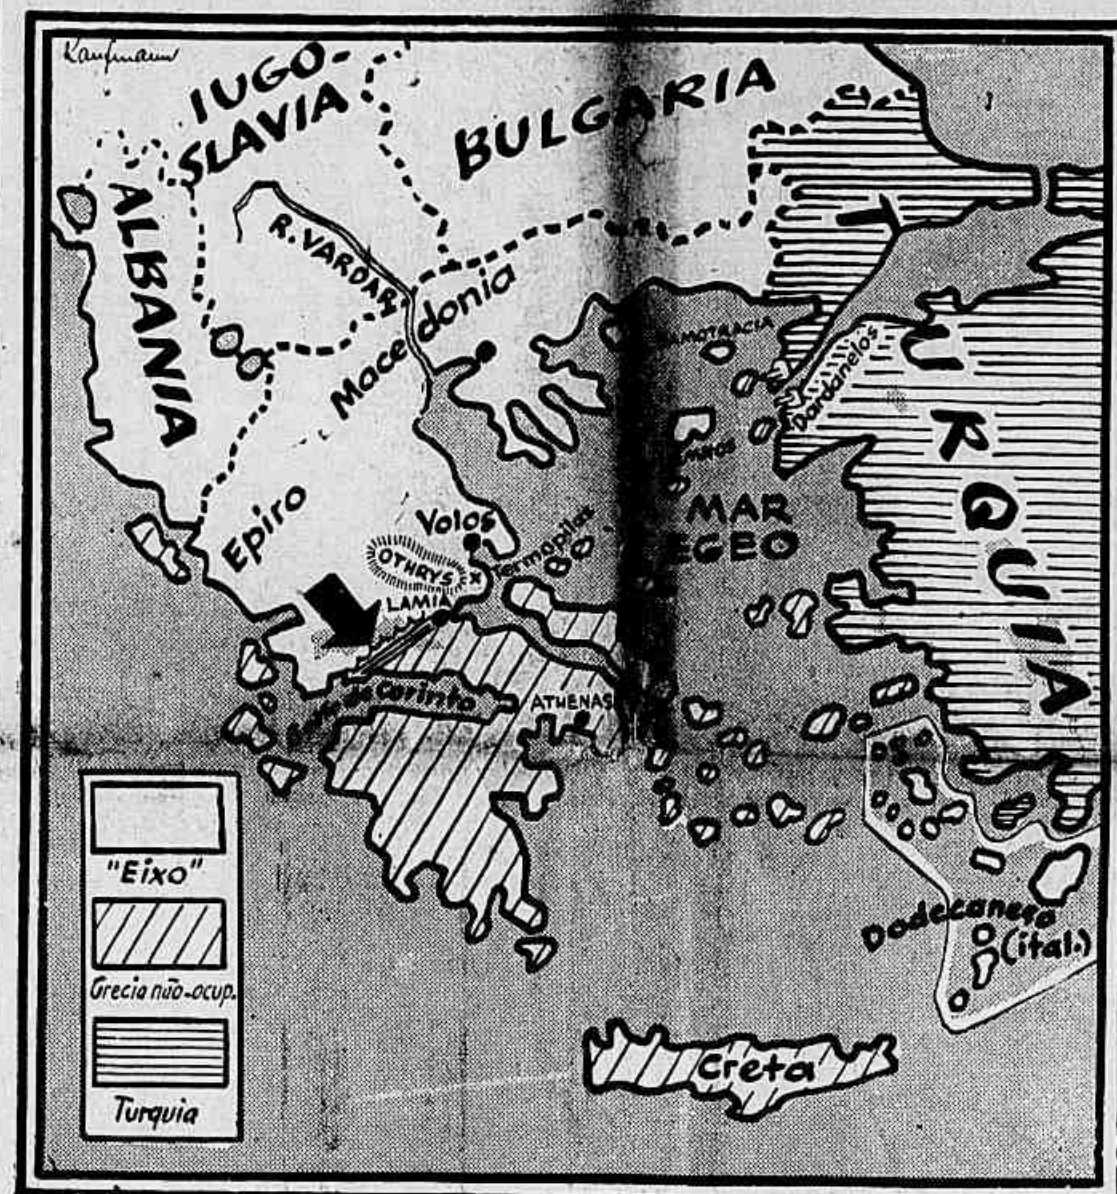 Kaufmann
IUGO-
SLAVIA
BULGARIA
ALBANIA
R. VARDAR
Macedonia
TURQUIA
Dardanelos
Epiro
Volos
Termopilas
OTHRYS
x
LAMIA
MAR
EGEO
de Corinto
ATHENAS
"Eixo"
Grecia não-ocup.
Turquia
Dodecaneso
(ital.)
Creta